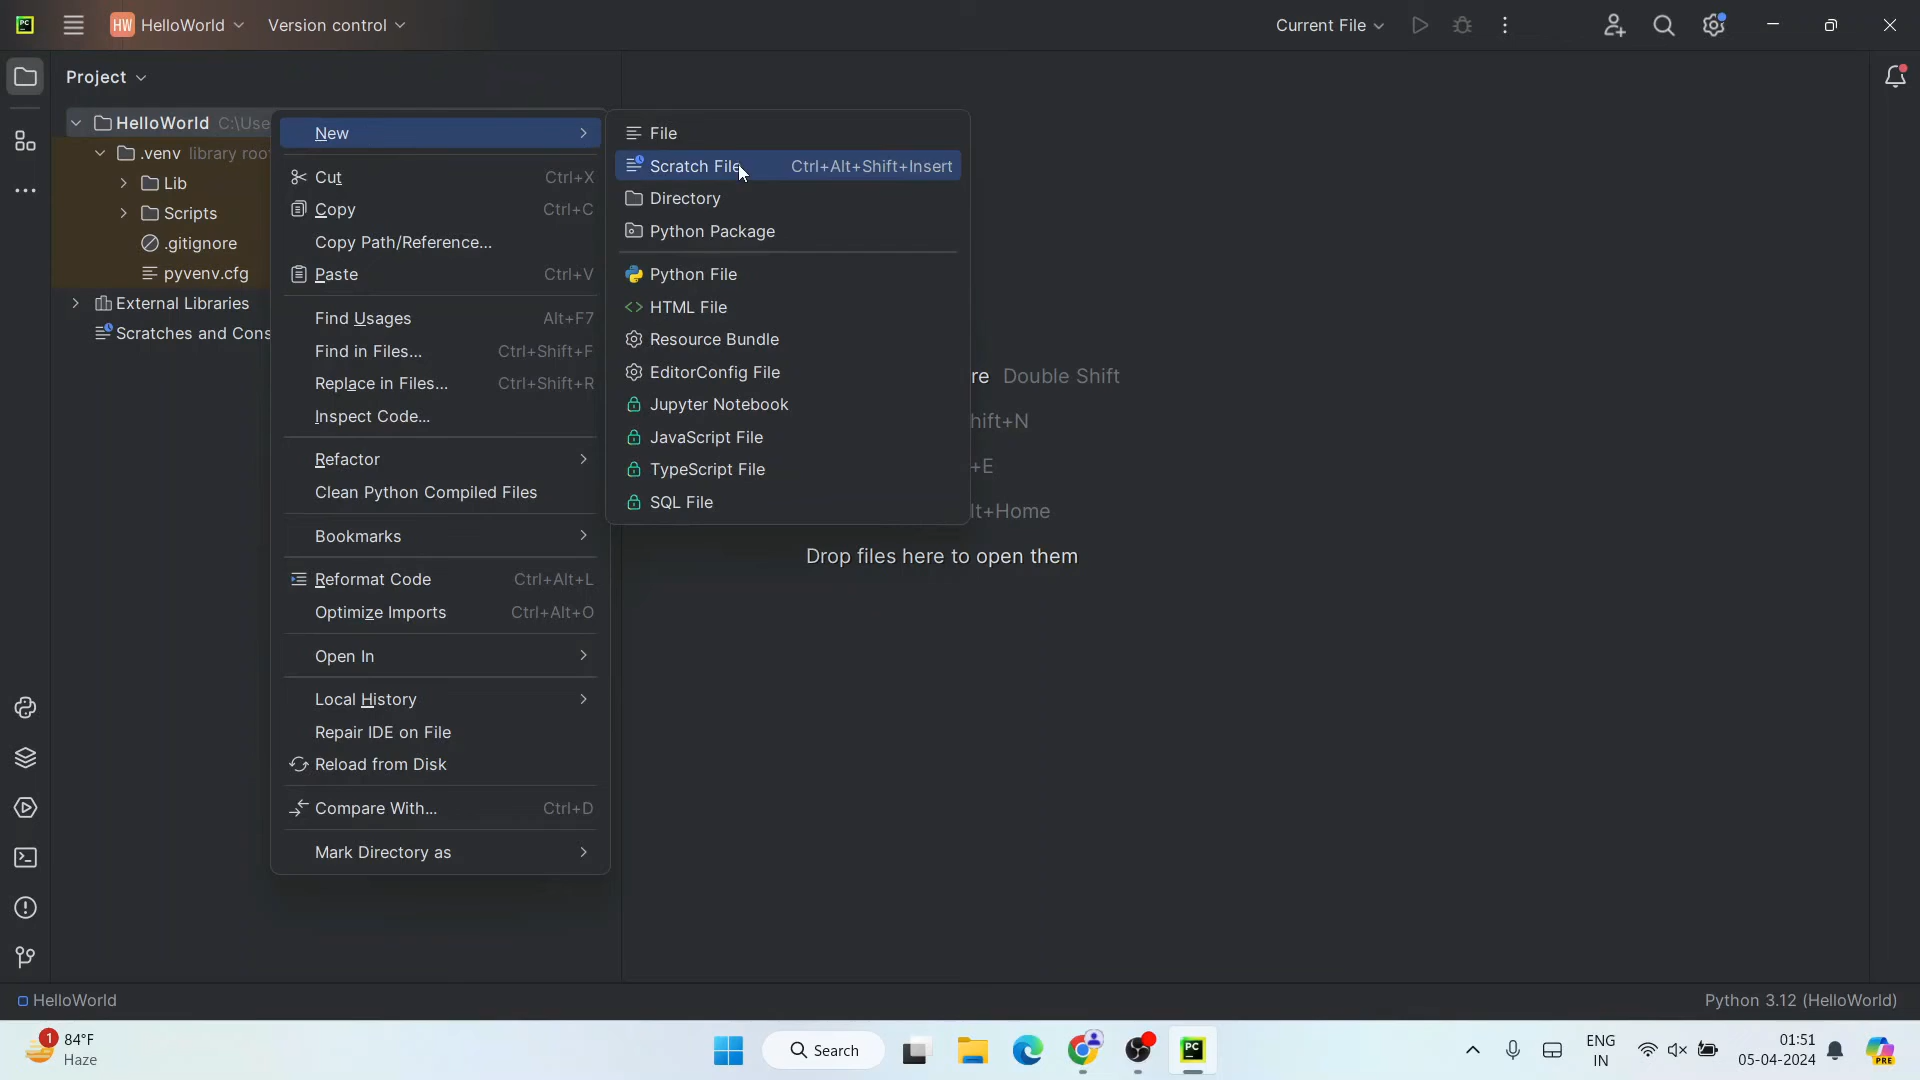 PC HW HelloWorld Version control Current File
Project
HelloWorld C:\Use
.venv library roo
Lib
Scripts
.gitignore
pyvenv.cfg
External Libraries
Scratches and Cons
New
Cut Ctrl+X
Copy Ctrl+C
Copy Path/Reference...
Paste Ctrl+V
Find Usages Alt+F7
Find in Files... Ctrl+Shift+F
Replace in Files... Ctrl+Shift+R
Inspect Code...
Refactor
Clean Python Compiled Files
Bookmarks
Reformat Code Ctrl+Alt+L
Optimize Imports Ctrl+Alt+O
Open In
Local History
Repair IDE on File
Reload from Disk
Compare With... Ctrl+D
Mark Directory as
File
Scratch File Ctrl+Alt+Shift+Insert
Directory
Python Package
Python File
HTML File
Resource Bundle
EditorConfig File
Jupyter Notebook
JavaScript File
TypeScript File
SQL File
re Double Shift
hift+N
+E
lt+Home
Drop files here to open them
HelloWorld Python 3.12 (HelloWorld)
1 84°F
Haze
Search
PC
ENG
IN
01:51
05-04-2024
PRE